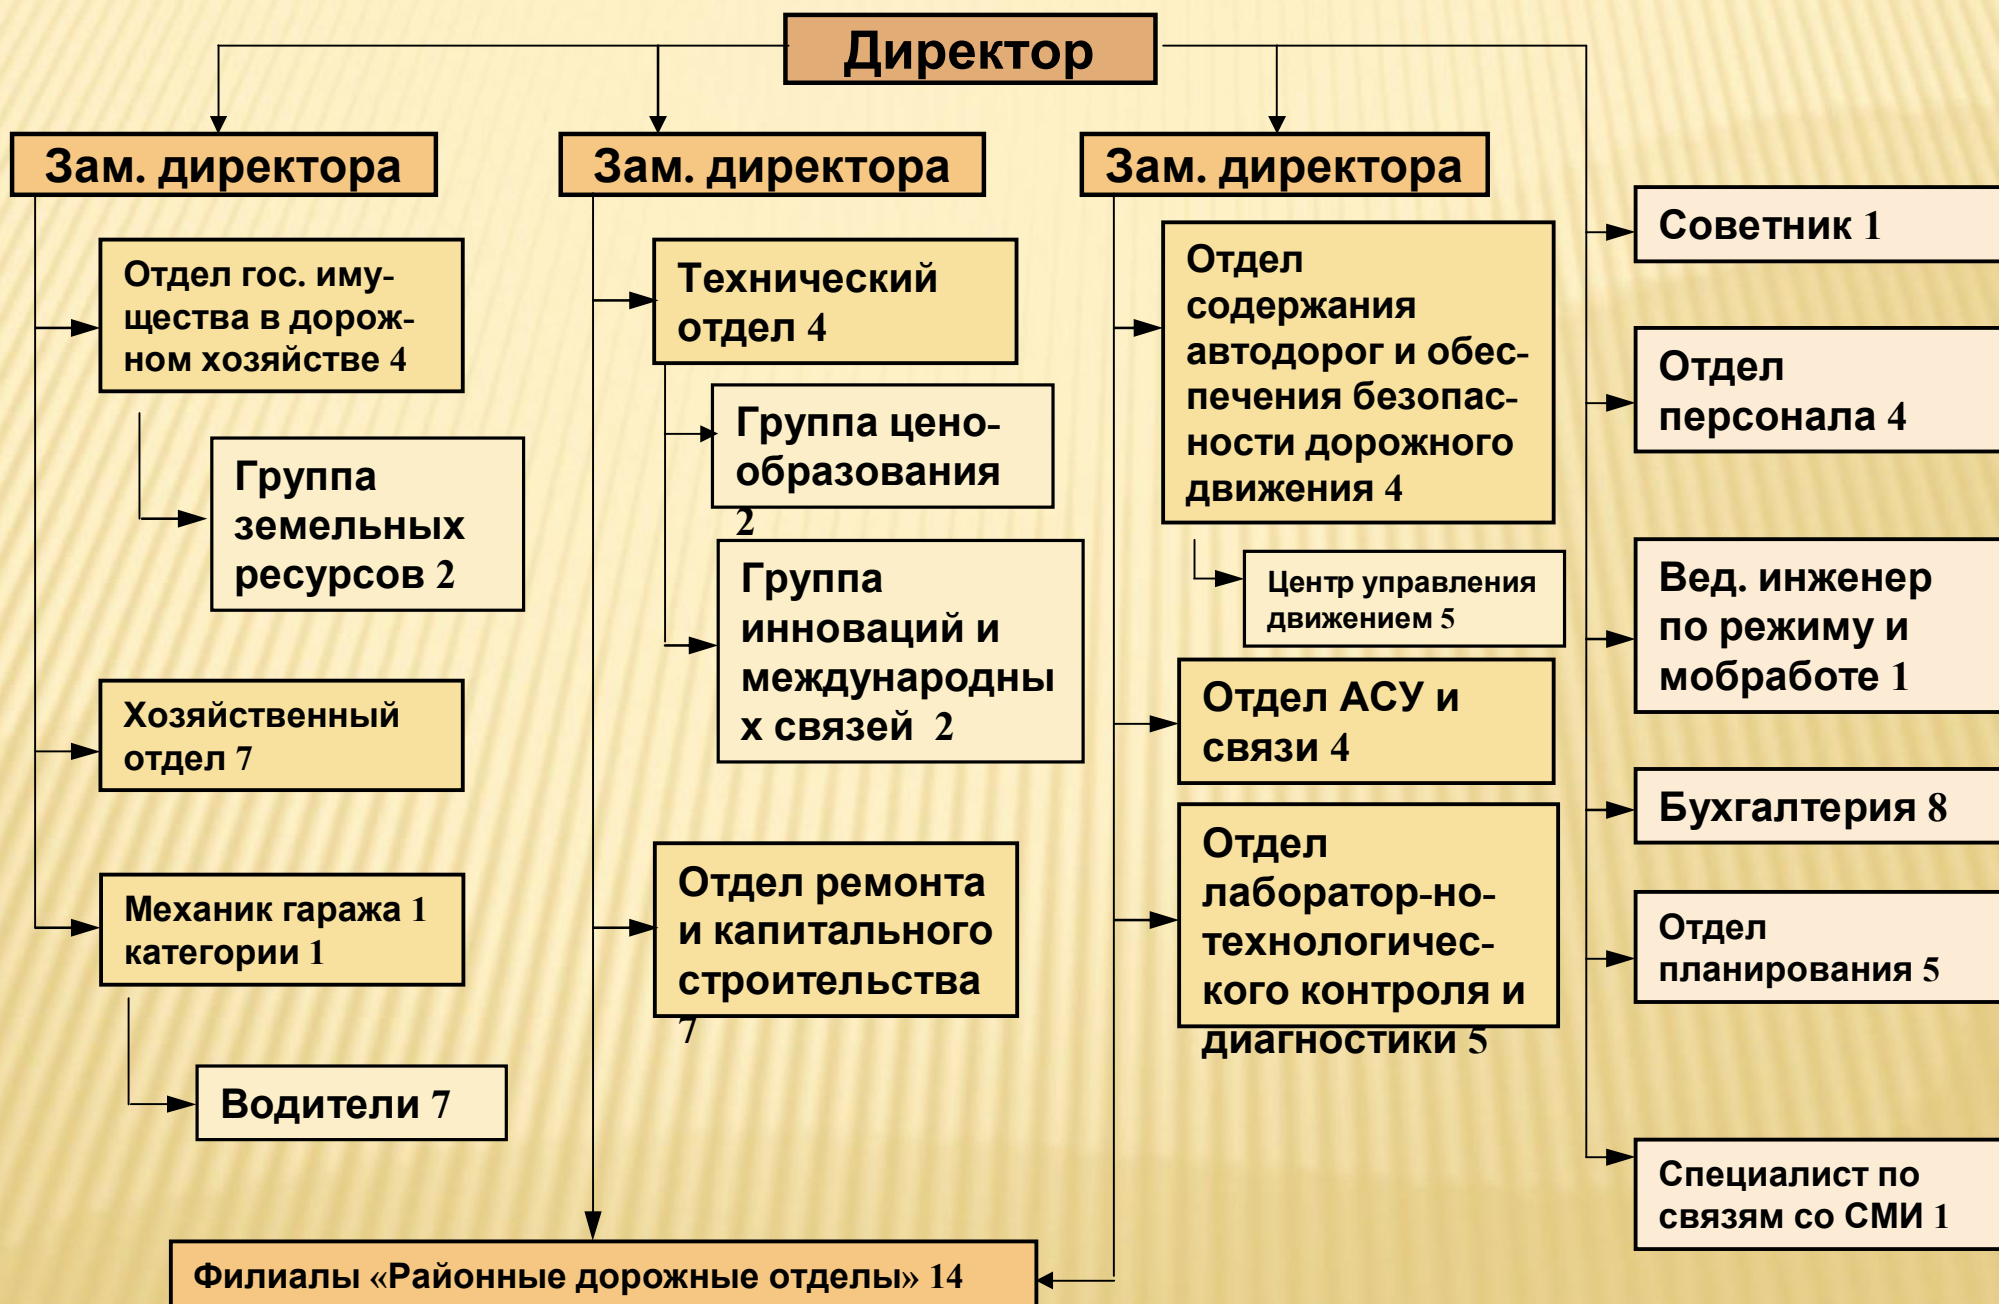 Директор
Зам. директора
Отдел гос. иму-
щества в дорож-
ном хозяйстве 4
Группа
земельных
ресурсов 2
Хозяйственный
отдел 7
Механик гаража 1
категории 1
Водители 7
Зам. директора
Технический
отдел 4
Группа цено-
образования
2
Группа
инноваций и
международны
х связей 2
Отдел ремонта
и капитального
строительства
7
Зам. директора
Отдел
содержания
автодорог и обес-
печения безопас-
ности дорожного
движения 4
Центр управления
движением 5
Отдел АСУ и
связи 4
Отдел
лаборатор-но-
технологичес-
кого контроля и
диагностики 5
Советник 1
Отдел
персонала 4
Вед. инженер
по режиму и
мобработе 1
Бухгалтерия 8
Отдел
планирования 5
Специалист по
связям со СМИ 1
Филиалы «Районные дорожные отделы» 14